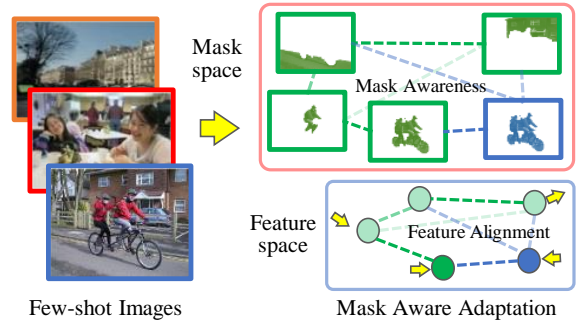 Mask
space
Mask Awareness
Feature
space
Feature Alignment
Few-shot Images
Mask Aware Adaptation